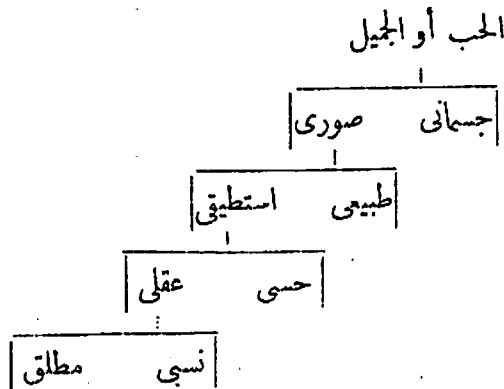 الحب أو الجميل
جسمانى صورى
طبيعى استطيقى
حسى عقلى
نسبى مطلق